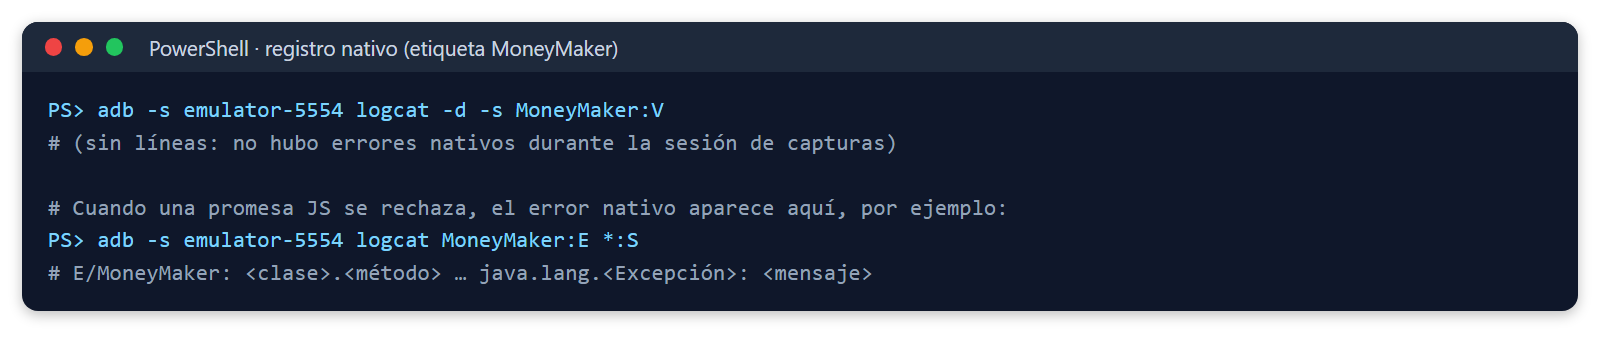 PowerShell · registro nativo (etiqueta MoneyMaker)
PS> adb -s emulator-5554 logcat -d -s MoneyMaker:V
# (sin líneas: no hubo errores nativos durante la sesión de capturas)
# Cuando una promesa JS se rechaza, el error nativo aparece aquí, por ejemplo:
PS> adb -s emulator-5554 logcat MoneyMaker:E *:S
# E/MoneyMaker: <clase>.<método> … java.lang.<Excepción>: <mensaje>